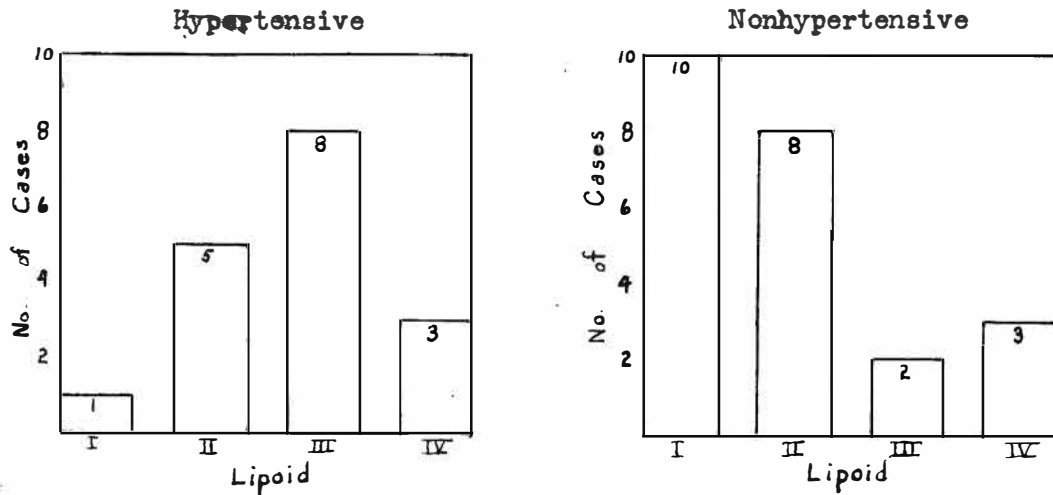 Hypertensive
10
8
6
4
2
No. of Cases
1
5
8
3
I II III IV
Lipoid
Nonhypertensive
10
8
6
4
2
No. of Cases
10
8
2
3
I II III IV
Lipoid